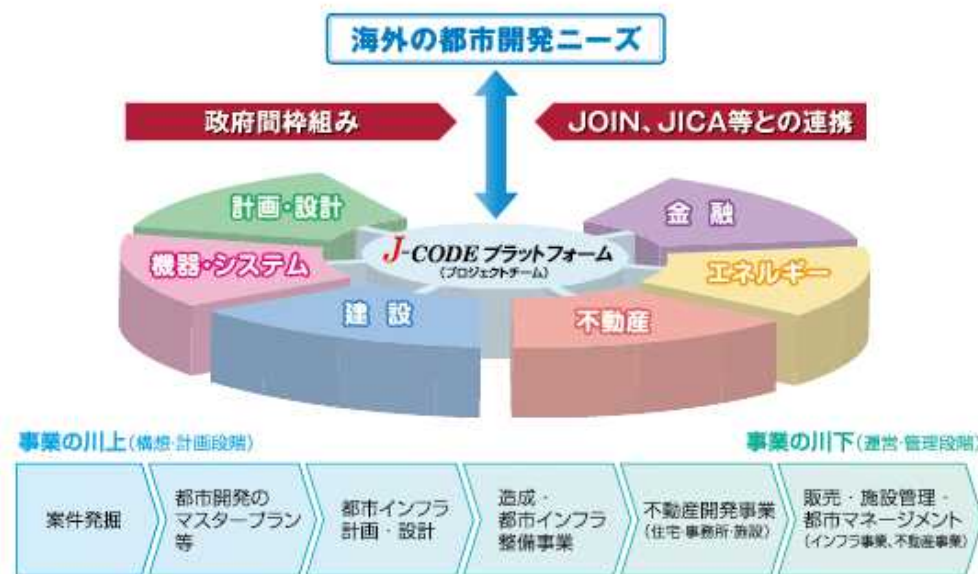 海外の都市開発ニーズ
政府間枠組み
JOIN、JICA等との連携
計画・設計
金 融
機器・システム
J-CODE プラットフォーム
(プロジェクトチーム)
エネルギー
建 設
不動産
事業の川上(構想・計画段階)
事業の川下(運営・管理段階)
案件発掘
都市開発の
マスタープラン
等
都市インフラ
計画・設計
造成・
都市インフラ
整備事業
不動産開発事業
(住宅・事務所・施設)
販売・施設管理・
都市マネージメント
(インフラ事業、不動産事業)